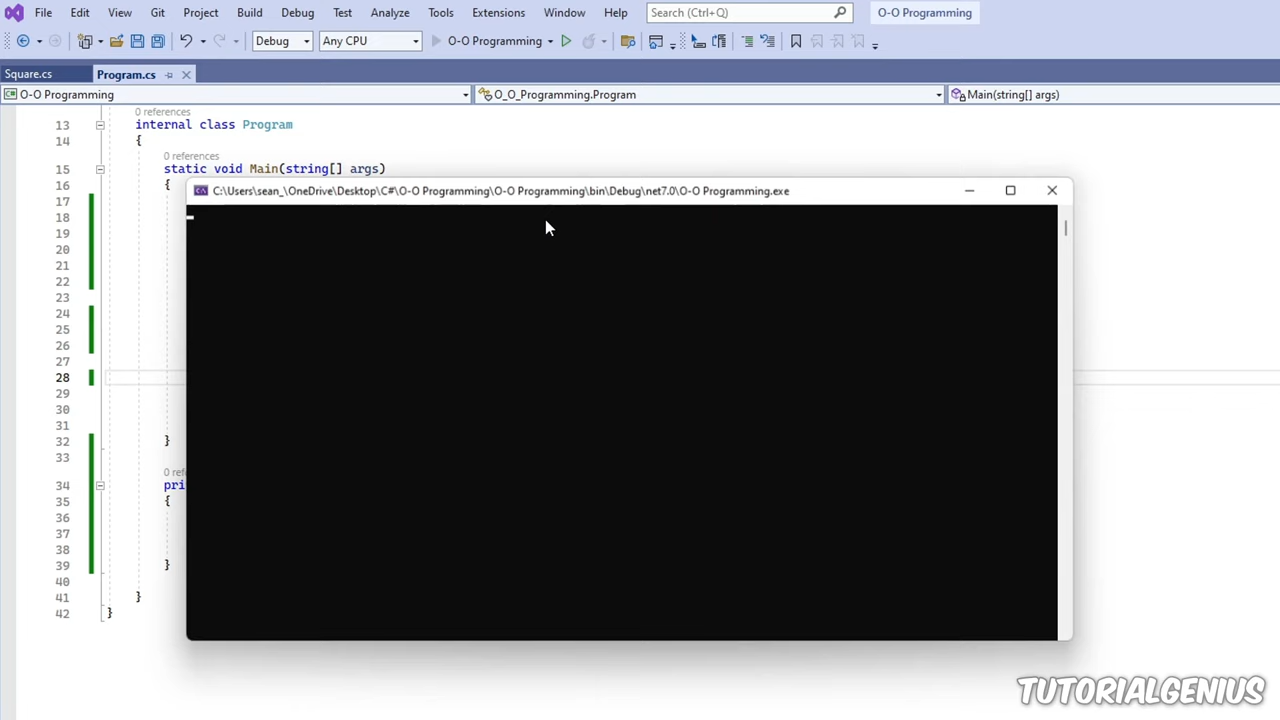 File Edit View Git Project Build Debug Test Analyze Tools Extensions Window Help Search (Ctrl+Q) O-O Programming
Debug Any CPU O-O Programming
Square.cs Program.cs
O-O Programming O_O_Programming.Program Main(string[] args)
0 references
13 internal class Program
14 {
0 references
15 static void Main(string[] args)
16 {
C:\Users\sean_\OneDrive\Desktop\C#\O-O Programming\O-O Programming\bin\Debug\net7.0\O-O Programming.exe
17
18
19
20
21
22
23
24
25
26
27
28
29
30
31
32 }
33
0 refe
34 pri
35 {
36
37
38
39 }
40
41 }
42 }
TUTORIALGENIUS